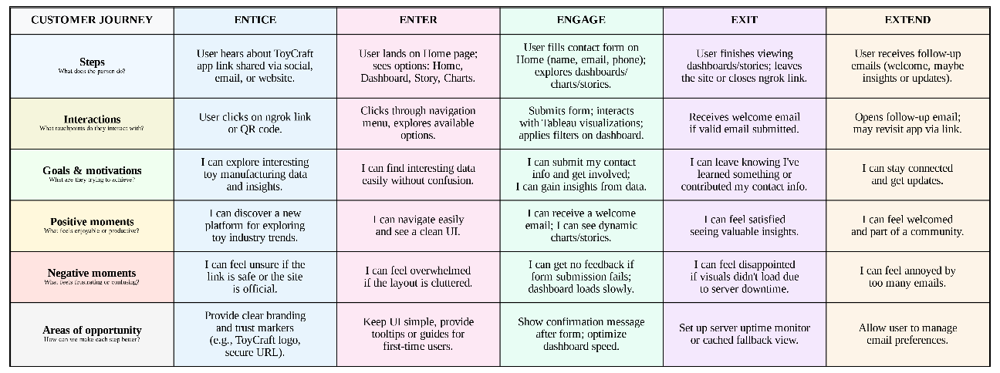 CUSTOMER JOURNEY
ENTICE
ENTER
ENGAGE
EXIT
EXTEND
Steps
What does the person do?
User hears about ToyCraft
app link shared via social,
email, or website.
User lands on Home page;
sees options: Home,
Dashboard, Story, Charts.
User fills contact form on
Home (name, email, phone);
explores dashboards/
charts/stories.
User finishes viewing
dashboards/stories; leaves
the site or closes ngrok link.
User receives follow-up
emails (welcome, maybe
insights or updates).
Interactions
What touchpoints do they interact with?
User clicks on ngrok link
or QR code.
Clicks through navigation
menu, explores available
options.
Submits form; interacts
with Tableau visualizations;
applies filters on dashboard.
Receives welcome email
if valid email submitted.
Opens follow-up email;
may revisit app via link.
Goals & motivations
What are they trying to achieve?
I can explore interesting
toy manufacturing data
and insights.
I can find interesting data
easily without confusion.
I can submit my contact
info and get involved;
I can gain insights from data.
I can leave knowing I've
learned something or
contributed my contact info.
I can stay connected
and get updates.
Positive moments
What feels enjoyable or productive?
I can discover a new
platform for exploring
toy industry trends.
I can navigate easily
and see a clean UI.
I can receive a welcome
email; I can see dynamic
charts/stories.
I can feel satisfied
seeing valuable insights.
I can feel welcomed
and part of a community.
Negative moments
What feels frustrating or confusing?
I can feel unsure if the
link is safe or the site
is official.
I can feel overwhelmed
if the layout is cluttered.
I can get no feedback if
form submission fails;
dashboard loads slowly.
I can feel disappointed
if visuals didn't load due
to server downtime.
I can feel annoyed by
too many emails.
Areas of opportunity
How can we make each step better?
Provide clear branding
and trust markers
(e.g., ToyCraft logo,
secure URL).
Keep UI simple, provide
tooltips or guides for
first-time users.
Show confirmation message
after form; optimize
dashboard speed.
Set up server uptime monitor
or cached fallback view.
Allow user to manage
email preferences.